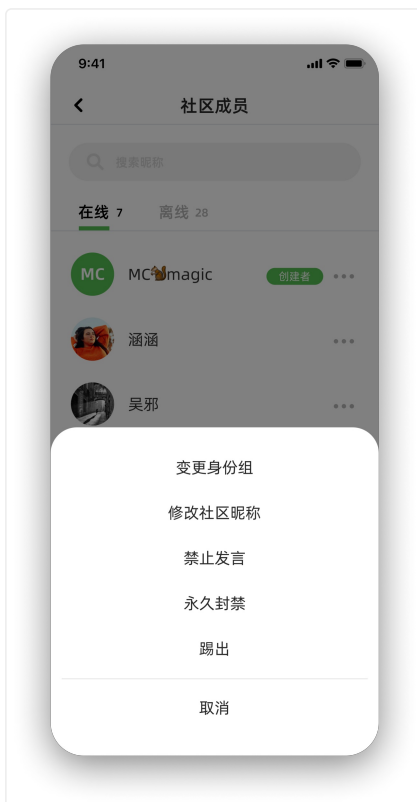 9:41
社区成员
搜索昵称
在线 7 离线 28
MC MC🐿️magic 创建者
涵涵
吴邪
变更身份组
修改社区昵称
禁止发言
永久封禁
踢出
取消